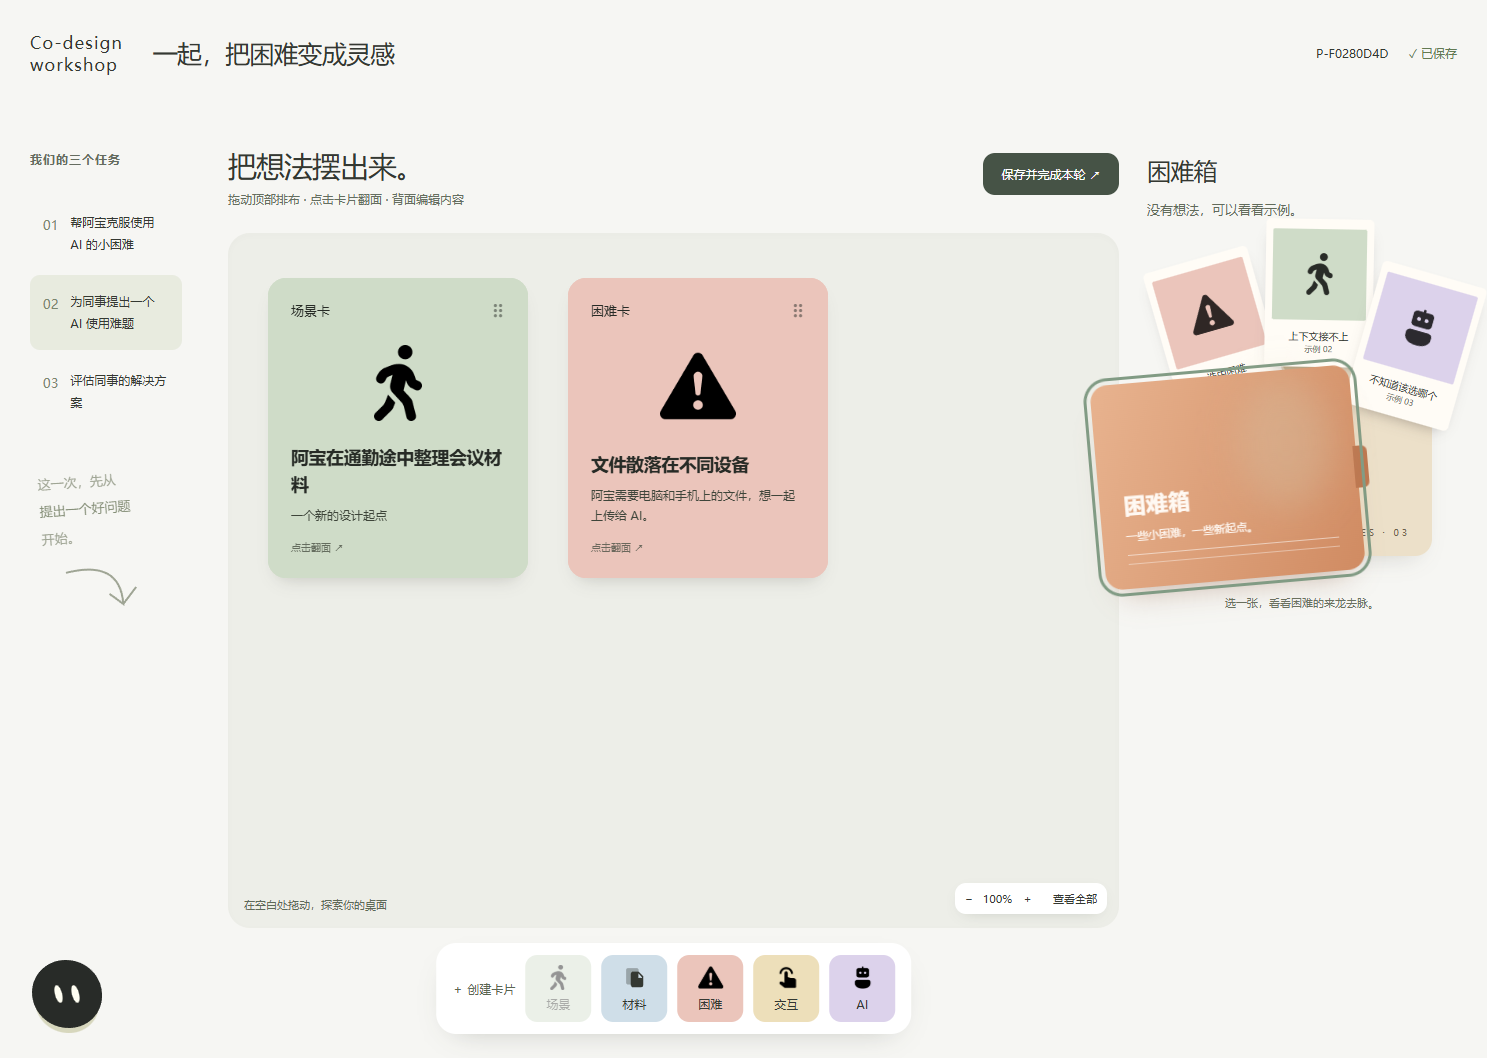 Co-design
workshop
一起，把困难变成灵感
P-F0280D4D
✓ 已保存
我们的三个任务
01
帮阿宝克服使用
AI 的小困难
02
为同事提出一个
AI 使用难题
03
评估同事的解决方
案
这一次，先从
提出一个好问题
开始。
把想法摆出来。
拖动顶部排布 · 点击卡片翻面 · 背面编辑内容
保存并完成本轮 ↗
场景卡
阿宝在通勤途中整理会议材
料
一个新的设计起点
点击翻面 ↗
困难卡
文件散落在不同设备
阿宝需要电脑和手机上的文件，想一起
上传给 AI。
点击翻面 ↗
在空白处拖动，探索你的桌面
− 100% + 查看全部
困难箱
没有想法，可以看看示例。
上下文接不上
示例 02
不知道该选哪个
示例 03
困难箱
一些小困难，一些新起点。
ES · 03
选一张，看看困难的来龙去脉。
+ 创建卡片
场景
材料
困难
交互
AI